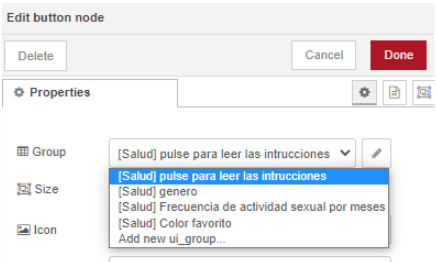 Edit button node
Delete
Cancel
Done
Properties
Group
[Salud] pulse para leer las intrucciones
[Salud] pulse para leer las intrucciones
[Salud] genero
[Salud] Frecuencia de actividad sexual por meses
[Salud] Color favorito
Add new ui_group...
Size
Icon